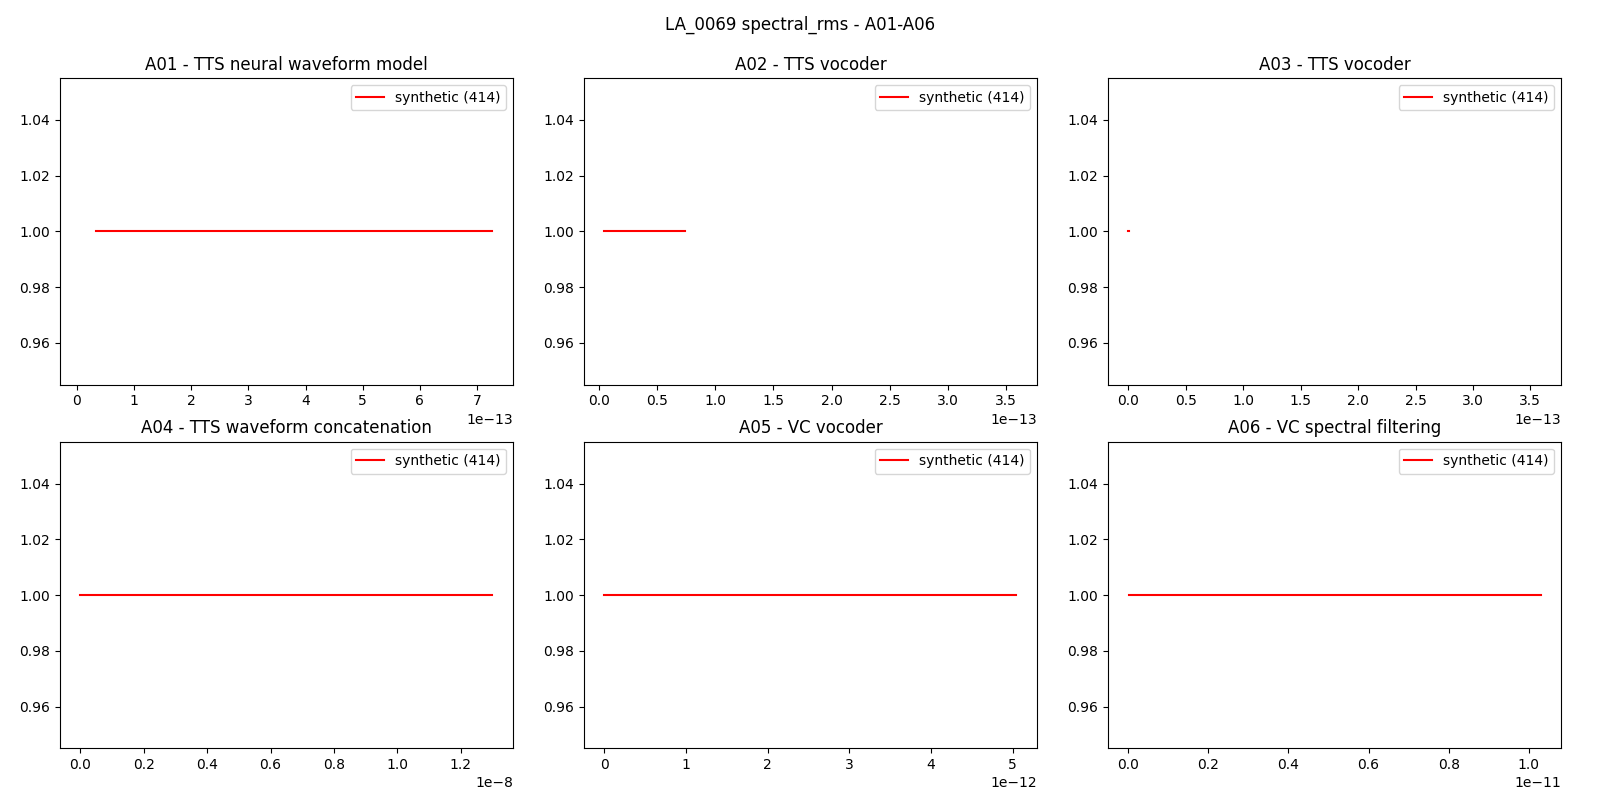 LA_0069 spectral_rms - A01-A06
A01 - TTS neural waveform model
synthetic (414)
1.04
1.02
1.00
0.98
0.96
0 1 2 3 4 5 6 7
1e−13
A02 - TTS vocoder
synthetic (414)
1.04
1.02
1.00
0.98
0.96
0.0 0.5 1.0 1.5 2.0 2.5 3.0 3.5
1e−13
A03 - TTS vocoder
synthetic (414)
1.04
1.02
1.00
0.98
0.96
0.0 0.5 1.0 1.5 2.0 2.5 3.0 3.5
1e−13
A04 - TTS waveform concatenation
synthetic (414)
1.04
1.02
1.00
0.98
0.96
0.0 0.2 0.4 0.6 0.8 1.0 1.2
1e−8
A05 - VC vocoder
synthetic (414)
1.04
1.02
1.00
0.98
0.96
0 1 2 3 4 5
1e−12
A06 - VC spectral filtering
synthetic (414)
1.04
1.02
1.00
0.98
0.96
0.0 0.2 0.4 0.6 0.8 1.0
1e−11